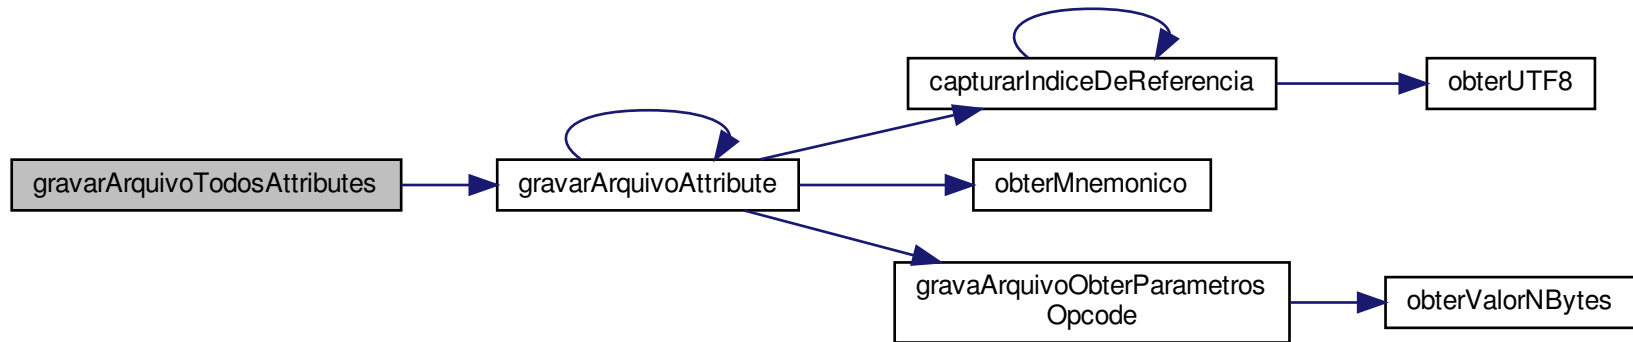 capturarIndiceDeReferencia
obterUTF8
gravarArquivoTodosAttributes
gravarArquivoAttribute
obterMnemonico
gravaArquivoObterParametros
Opcode
obterValorNBytes